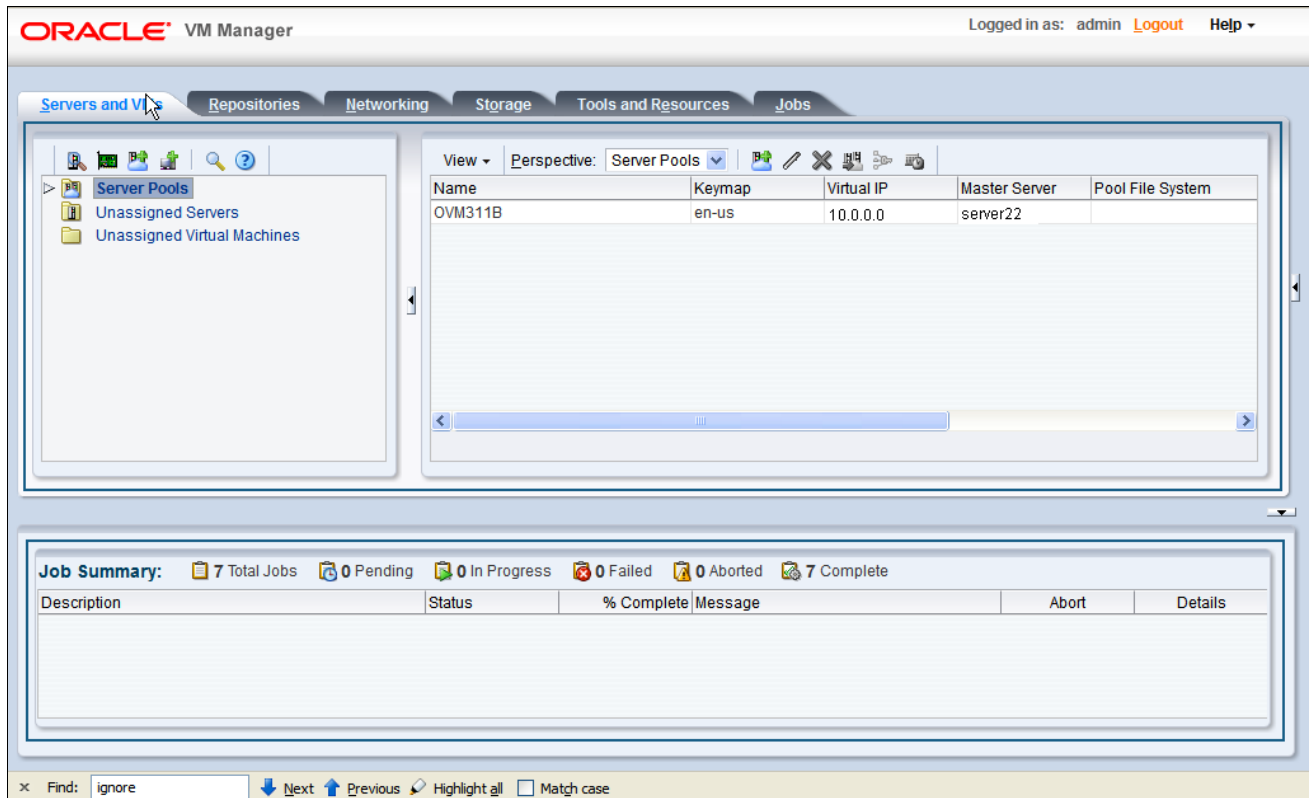 ORACLE VM Manager Logged in as: admin Logout Help
Servers and VMs Repositories Networking Storage Tools and Resources Jobs
View Perspective: Server Pools
Server Pools
Unassigned Servers
Unassigned Virtual Machines
Name Keymap Virtual IP Master Server Pool File System
OVM311B en-us 10.0.0.0 server22
Job Summary: 7 Total Jobs 0 Pending 0 In Progress 0 Failed 0 Aborted 7 Complete
Description Status % Complete Message Abort Details
× Find: ignore Next Previous Highlight all Match case